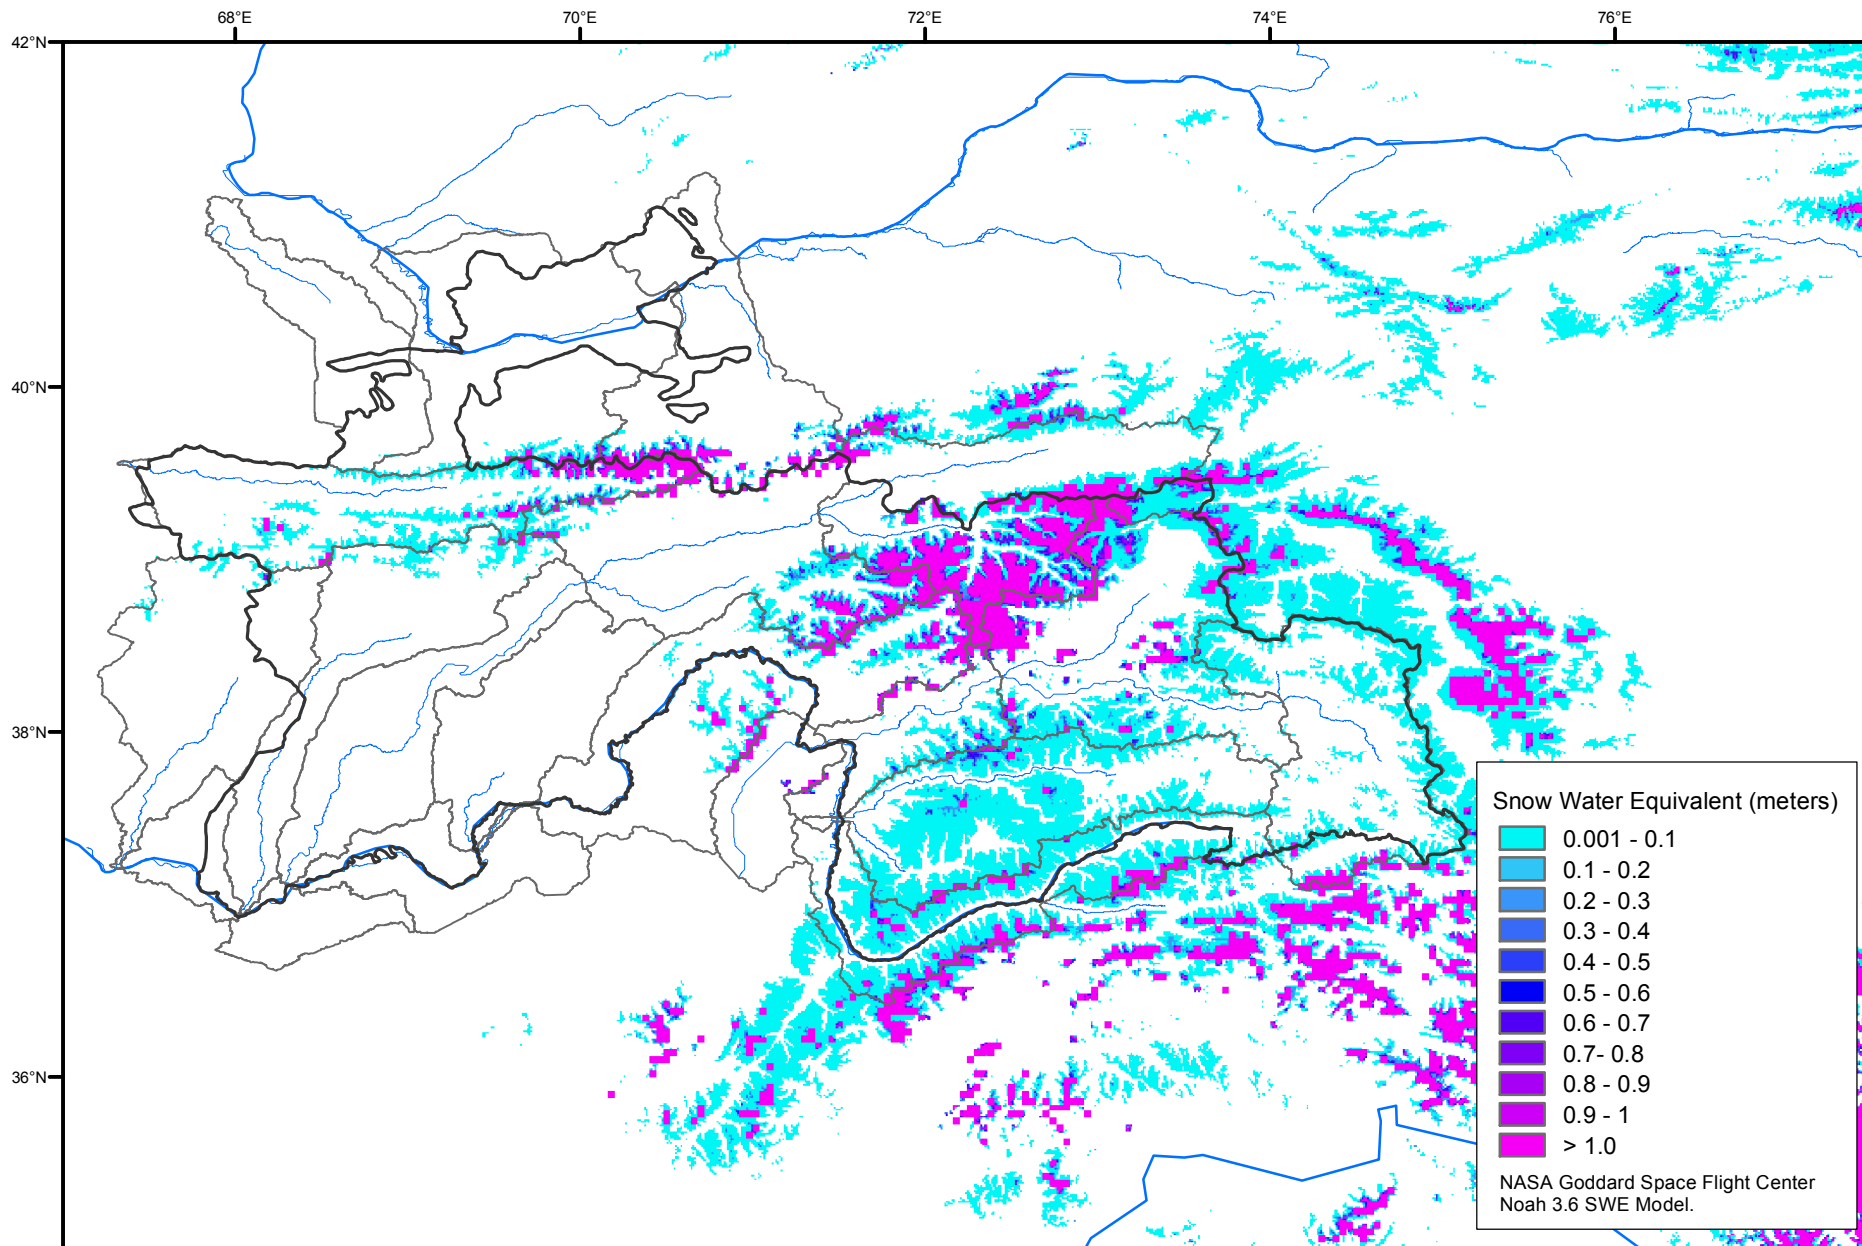 68°E
70°E
72°E
74°E
76°E
42°N
40°N
38°N
36°N
Snow Water Equivalent (meters)
0.001 - 0.1
0.1 - 0.2
0.2 - 0.3
0.3 - 0.4
0.4 - 0.5
0.5 - 0.6
0.6 - 0.7
0.7- 0.8
0.8 - 0.9
0.9 - 1
> 1.0
NASA Goddard Space Flight Center
Noah 3.6 SWE Model.